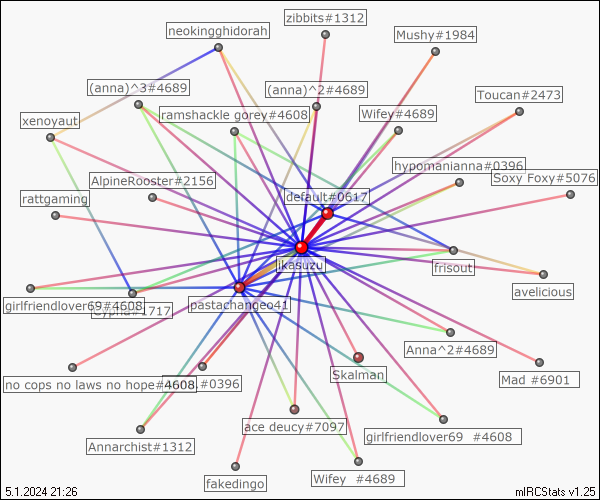 zibbits#1312
neokingghidorah
Mushy#1984
(anna)^3#4689
(anna)^2#4689
Toucan#2473
xenoyaut
ramshackle gorey#4608
Wifey#4689
hypomanianna#0396
AlpineRooster#2156
Soxy Foxy#5076
rattgaming
default#0617
likasuzu
frisout
avelicious
girlfriendlover69#4608
#1717
pastachangeo41
Anna^2#4689
Skalman
Mad #6901
no cops no laws no hope#4608
.#0396
ace deucy#7097
girlfriendlover69 #4608
Annarchist#1312
fakedingo
Wifey #4689
5.1.2024 21:26
mIRCStats v1.25